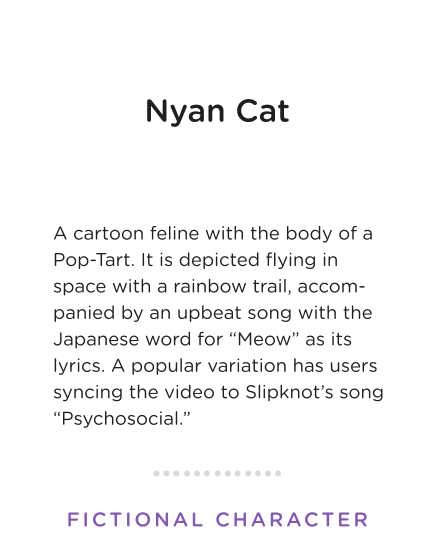 Nyan Cat
A cartoon feline with the body of a
Pop-Tart. It is depicted flying in
space with a rainbow trail, accom-
panied by an upbeat song with the
Japanese word for “Meow” as its
lyrics. A popular variation has users
syncing the video to Slipknot’s song
“Psychosocial.”
FICTIONAL CHARACTER